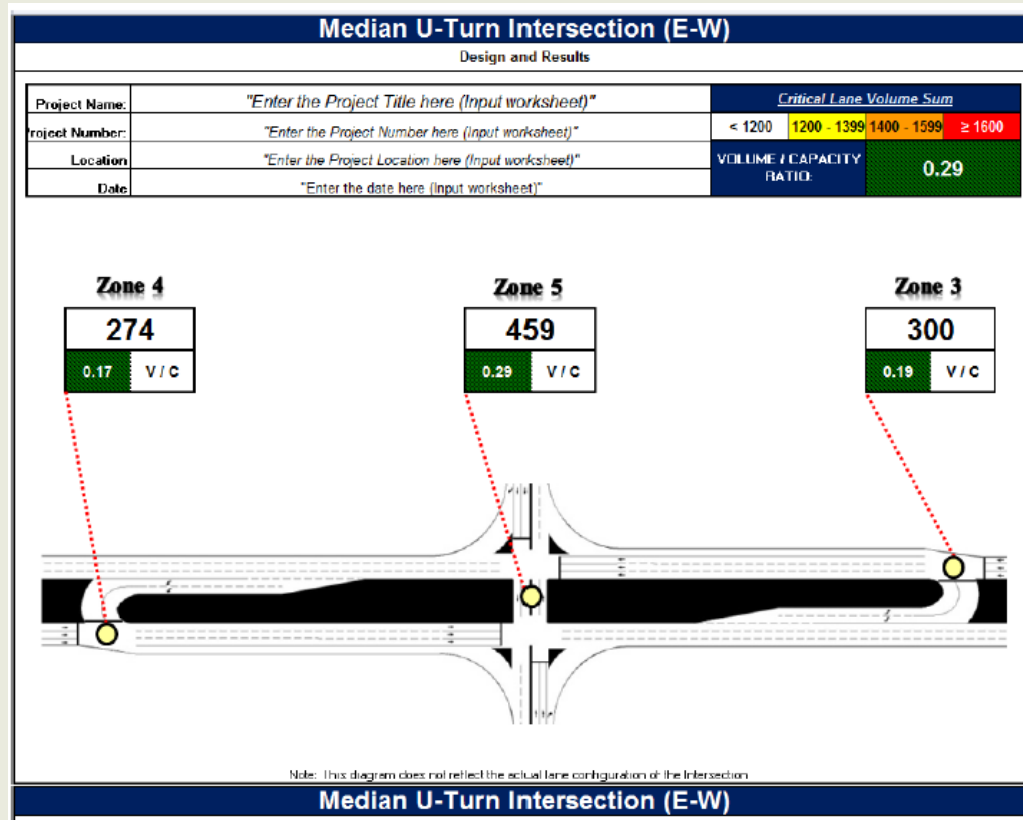 Median U-Turn Intersection (E-W)
Design and Results
Project Name: "Enter the Project Title here (Input worksheet)"
Critical Lane Volume Sum
roject Number: "Enter the Project Number here (Input worksheet)"
< 1200 1200 - 1399 1400 - 1599 ≥ 1600
Location "Enter the Project Location here (Input worksheet)"
VOLUME / CAPACITY RATIO: 0.29
Date "Enter the date here (Input worksheet)"
Zone 4 Zone 5 Zone 3
274 459 300
0.17 V / C 0.29 V / C 0.19 V / C
Note: This diagram does not reflect the actual lane configuration of the Intersection
Median U-Turn Intersection (E-W)